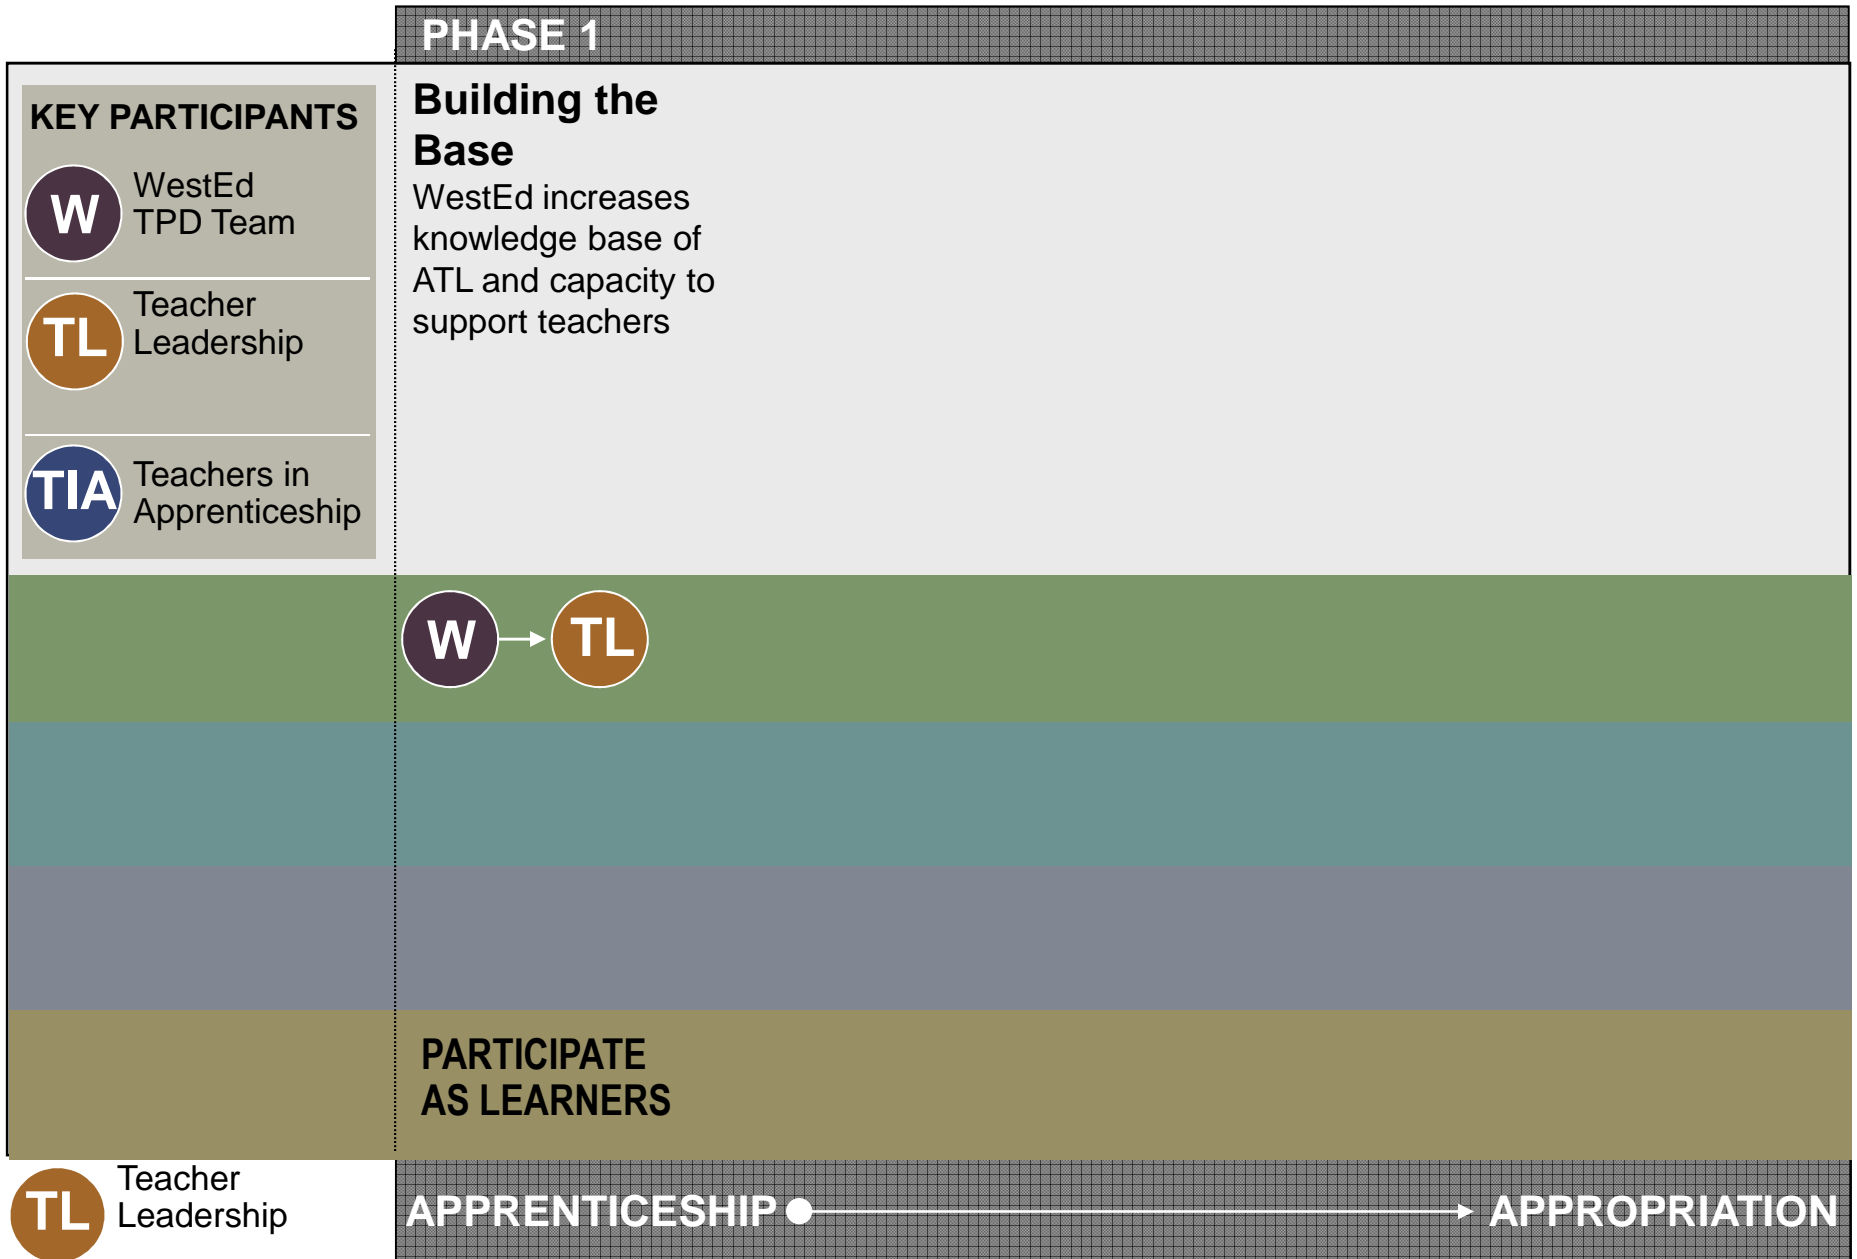 PHASE 1
KEY PARTICIPANTS
W
WestEd
TPD Team
TL
Teacher
Leadership
TIA
Teachers in
Apprenticeship
Building the
Base
WestEd increases
knowledge base of
ATL and capacity to
support teachers
W
TL
PARTICIPATE
AS LEARNERS
TL
Teacher
Leadership
APPRENTICESHIP
APPROPRIATION